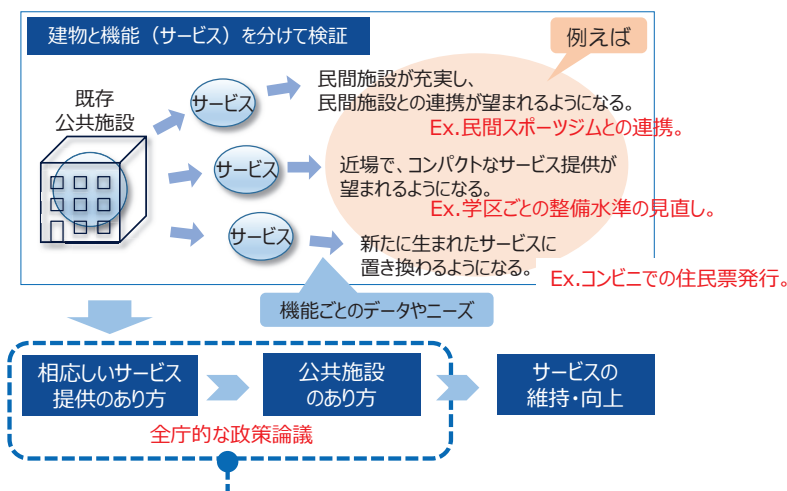 建物と機能（サービス）を分けて検証
例えば
既存
公共施設
サービス
民間施設が充実し、
民間施設との連携が望まれるようになる。
Ex.民間スポーツジムとの連携。
サービス
近場で、コンパクトなサービス提供が
望まれるようになる。
Ex.学区ごとの整備水準の見直し。
サービス
新たに生まれたサービスに
置き換わるようになる。
Ex.コンビニでの住民票発行。
機能ごとのデータやニーズ
相応しいサービス
提供のあり方
公共施設
のあり方
サービスの
維持・向上
全庁的な政策論議